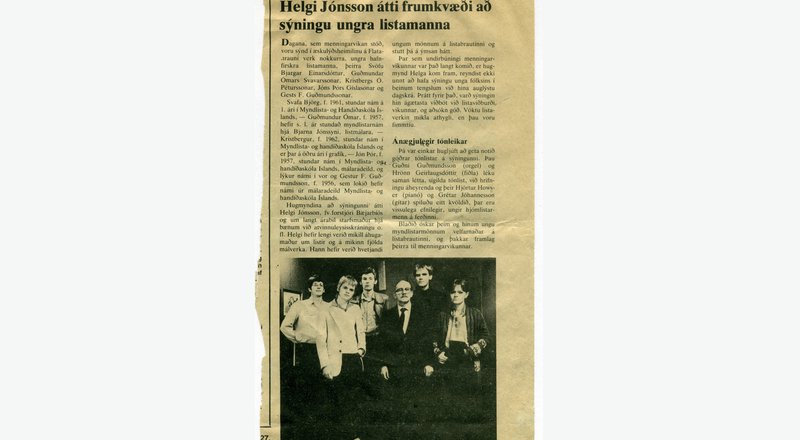 Helgi Jónsson átti frumkvæði að
sýningu ungra listamanna
Dagana, sem menningarvikan stóð,
voru sýnd í æskulýðsheimilinu á Flata-
hrauni verk nokkurra, ungra hafn-
firskra listamanna, þeirra Svöfu
Bjargar Einarsdóttur, Guðmundur
Ómars Svavarssonar, Kristbergs Ó.
Péturssonar, Jóns Þórs Gíslasonar og
Gests F. Guðmundssonar.
Svafa Björg, f. 1961, stundar nám á
1. ári í Myndlista- og Handíðaskóla Ís-
lands, — Guðmundur Ómar, f. 1957,
hefir s. l. ár stundað myndlistarnám
hjá Bjarna Jónssyni, listmálara, —
Kristbergur, f. 1962, stundar nám í
Myndlista- og handíðaskóla Íslands og
er þar á öðru ári í grafik, — Jón Þór, f.
1957, stundar nám í Myndlista- og
handíðaskóla Íslands, málaradeild, og
lýkur námi í vor og Gestur F. Guð-
mundsson, f. 1956, sem lokið hefir
námi úr málaradeild Myndlista- og
handíðaskóla Íslands.
Hugmyndina að sýningunni átti
Helgi Jónsson, fv forstjóri Bæjarbíós
og um langt árabil starfsmaður hjá
bænum við atvinnuleysisskráningu o.
fl. Helgi hefir lengi verið mikill áhuga-
maður um listir og á mikinn fjölda
málverka. Hann hefir verið hvetjandi
ungum mönnum á listabrautinni og
stutt þá á ýmsan hátt.
Þar sem undirbúningi menningar-
vikunnar var það langt komið, er hug-
mynd Helga kom fram, reyndist ekki
unnt að hafa sýningu unga fólksins í
beinum tengslum við hina auglýstu
dagskrá. Þrátt fyrir það, varð sýningin
hin ágætasta viðbót við listaviðburði
vikunnar, og aðsókn góð. Vöktu lista-
verkin mikla athygli, en þau voru
fimmtíu.
Ánægjulegir tónleikar
Þá var einkar hugljúft að geta notið
góðrar tónlistar á sýningunni. Þau
Guðni Guðmundsson (orgel) og
Hrönn Geirlaugsdóttir (fiðla) léku
saman létta, sígilda tónlist, við hrifn-
ingu áheyrenda og þeir Hjörtur Howy-
er (píanó) og Grétar Jóhannesson
(gítar) spiluðu eitt kvöldið, þar eru
vissulega efnilegir, ungir hljómlistar-
menn á ferðinni.
Blaðið óskar þeim og hinum ungu
myndlistarmönnum velfarnaðar á
listabrautinni, og þakkar framlag
þeirra til menningarvikunnar.
27